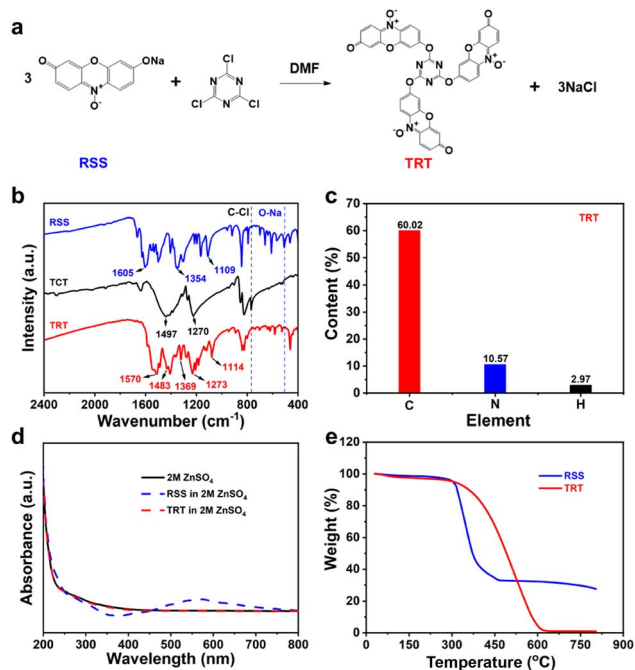 a
3
O
O
ONa
N+
O-
+
Cl
N
N
Cl
N
Cl
DMF
-O
N+
O
O
O
N
N
N
O
O
-O
N+
O
O
-O
N+
O
O
+ 3NaCl
RSS
TRT
b
C-Cl
O-Na
RSS
1605
1354
1109
TCT
1497
1270
TRT
1570
1483
1369
1273
1114
Intensity (a.u.)
2400 2000 1600 1200 800 400
Wavenumber (cm-1)
c
TRT
70
60
50
40
30
20
10
0
60.02
10.57
2.97
Content (%)
C N H
Element
d
2M ZnSO4
RSS in 2M ZnSO4
TRT in 2M ZnSO4
Absorbance (a.u.)
200 300 400 500 600 700 800
Wavelength (nm)
e
RSS
TRT
120
100
80
60
40
20
0
Weight (%)
0 150 300 450 600 750 900
Temperature (oC)